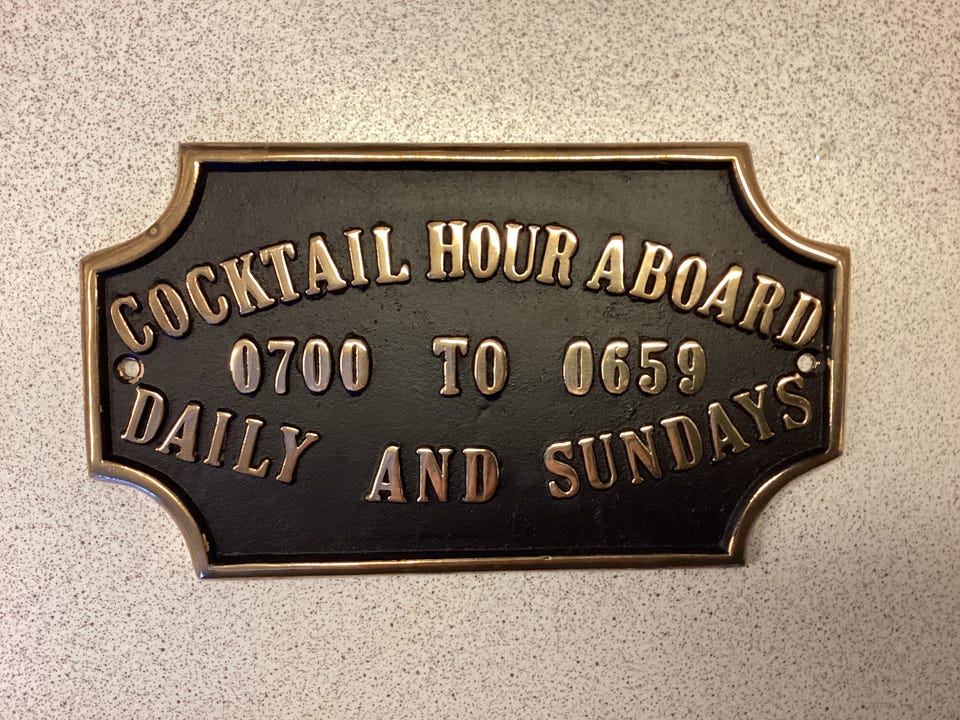 COCKTAIL HOUR ABOARD
0700 TO 0659
DAILY AND SUNDAYS